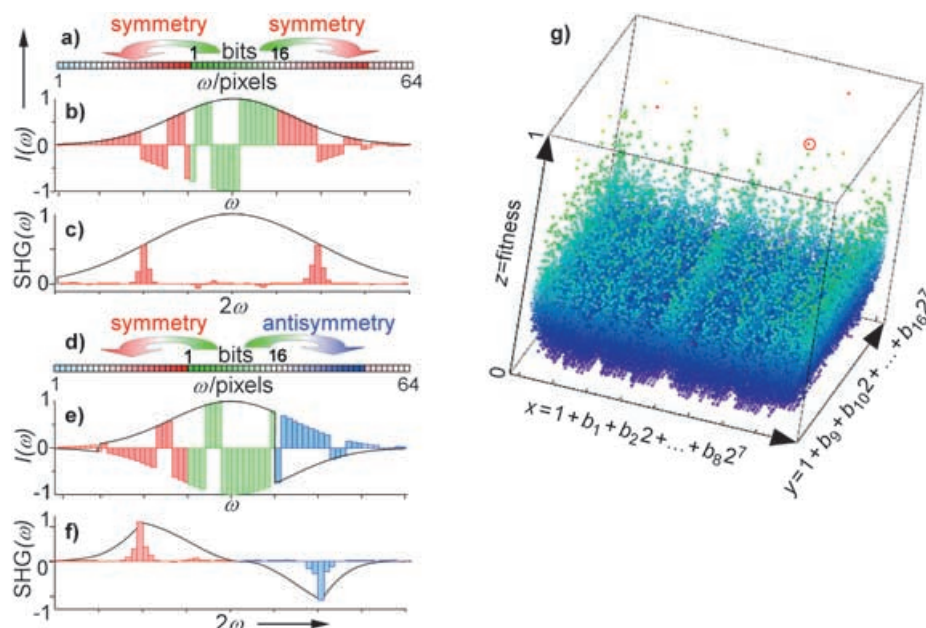 symmetry symmetry
a) 1 bits 16
1 64
ω/pixels
b) I(ω)
1
0
-1
ω
c) SHG(ω)
1.0
0
2ω
symmetry antisymmetry
d) 1 bits 16
1 64
ω/pixels
e) I(ω)
1
0
-1
ω
f) SHG(ω)
1
0
-1
2ω
g)
1
z=fitness
0
x=1+b₁+b₂2+...+b₈2⁷
y=1+b₉+b₁₀2+...+b₁₆2⁷